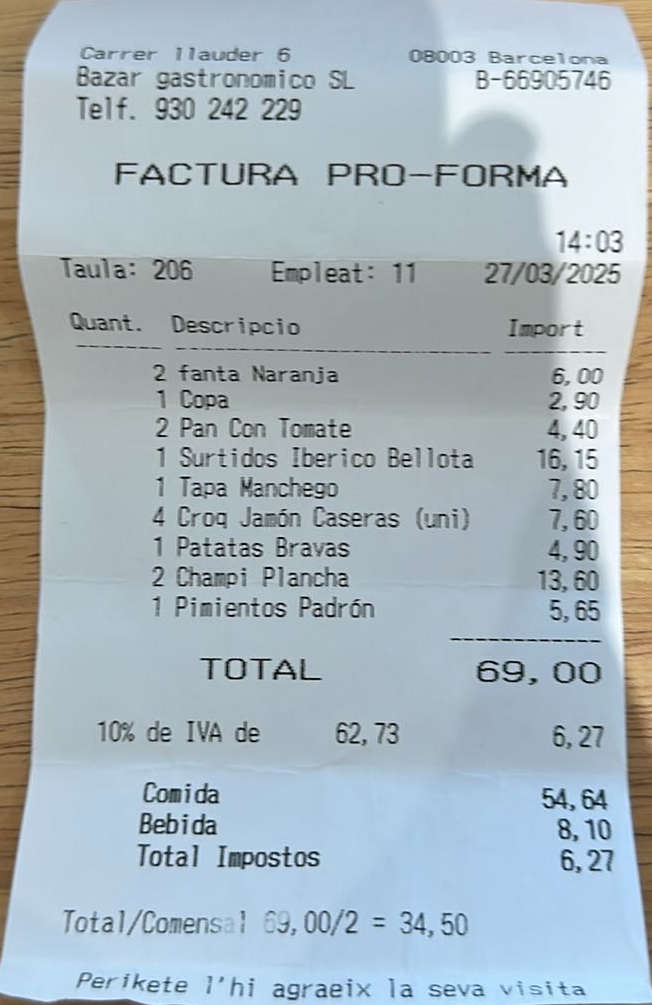 Carrer llauder 6 08003 Barcelona
Bazar gastronomico SL B-66905746
Telf. 930 242 229
FACTURA PRO-FORMA
14:03
Taula: 206 Empleat: 11 27/03/2025
Quant. Descripcio Import
2 fanta Naranja 6,00
1 Copa 2,90
2 Pan Con Tomate 4,40
1 Surtidos Iberico Bellota 16,15
1 Tapa Manchego 7,80
4 Croq Jamón Caseras (uni) 7,60
1 Patatas Bravas 4,90
2 Champi Plancha 13,60
1 Pimientos Padrón 5,65
TOTAL 69,00
10% de IVA de 62,73 6,27
Comida 54,64
Bebida 8,10
Total Impostos 6,27
Total/Comensal 69,00/2 = 34,50
Perikete l'hi agraeix la seva visita